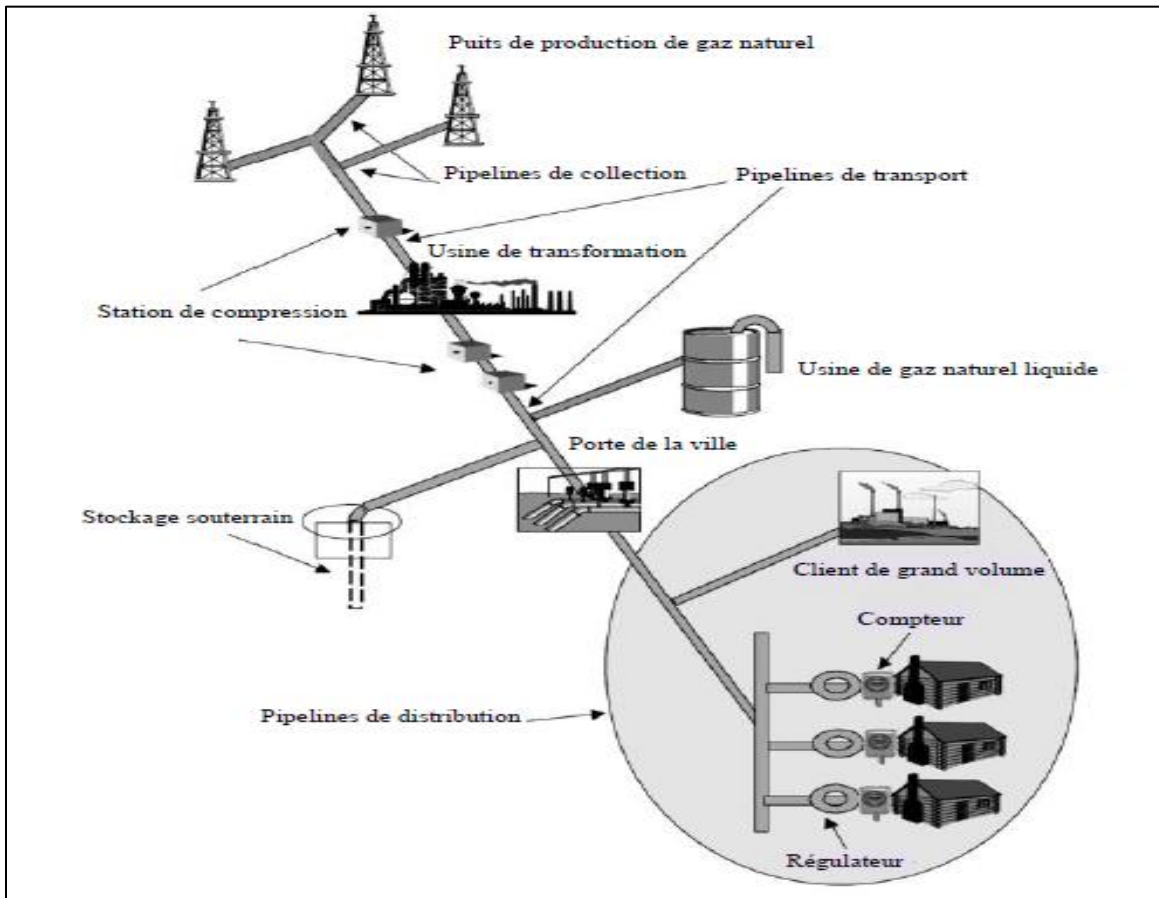 Puits de production de gaz naturel
Pipelines de collection
Pipelines de transport
Usine de transformation
Station de compression
Usine de gaz naturel liquide
Porte de la ville
Stockage souterrain
Client de grand volume
Compteur
Pipelines de distribution
Régulateur